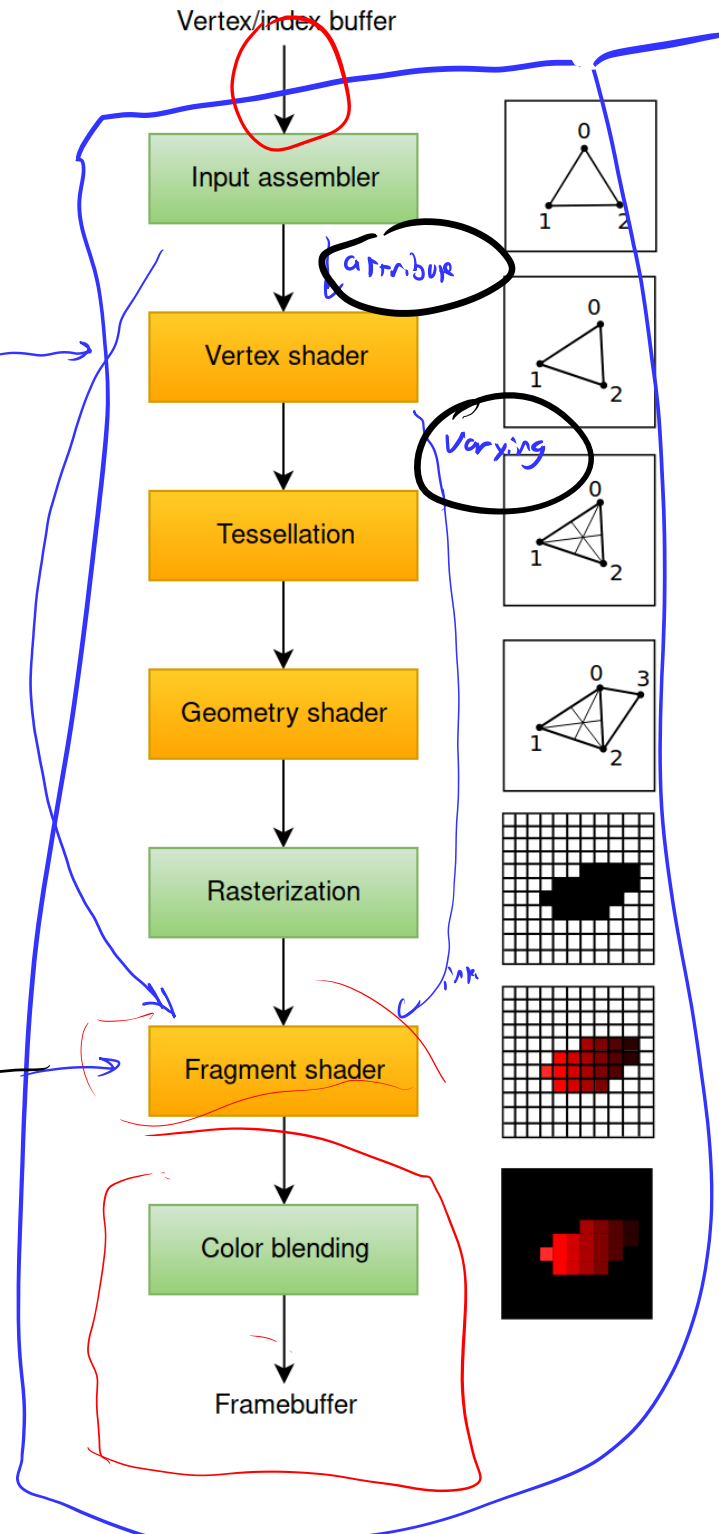 Vertex/index buffer
Input assembler
0
1 2
attribute
Vertex shader
0
1
2
Varying
Tessellation
0
1
2
Geometry shader
0 3
1
2
Rasterization
Fragment shader
Color blending
Framebuffer